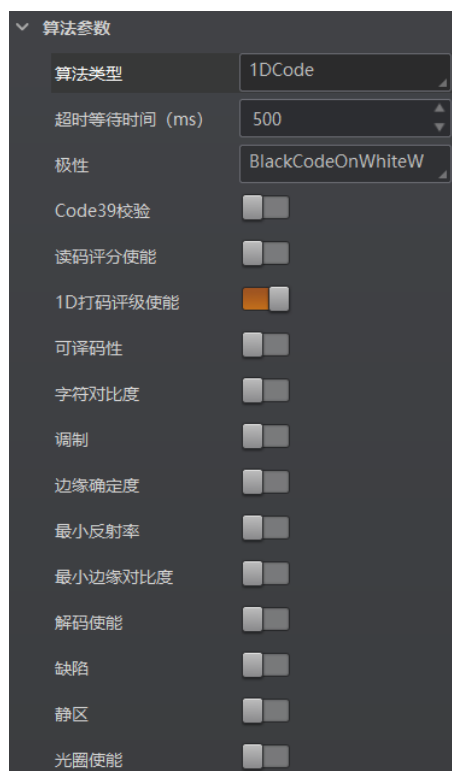 算法参数
算法类型 1DCode
超时等待时间（ms） 500
极性 BlackCodeOnWhiteW
Code39校验
读码评分使能
1D打码评级使能
可译码性
字符对比度
调制
边缘确定度
最小反射率
最小边缘对比度
解码使能
缺陷
静区
光圈使能